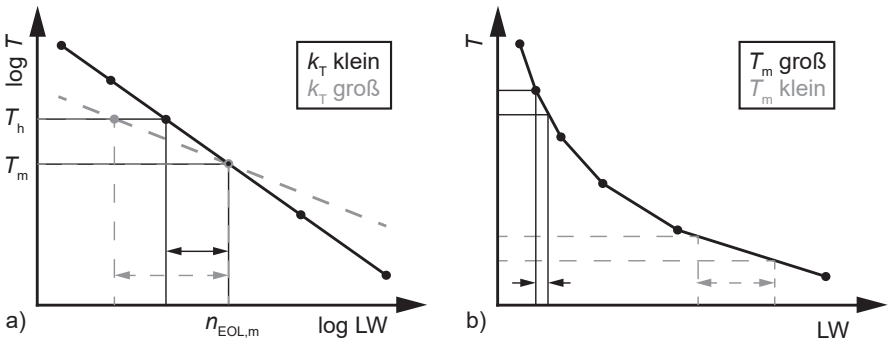 log T
k_T klein
k_T groß
T_h
T_m
n_EOL,m
log LW
a)
T
T_m groß
T_m klein
LW
b)